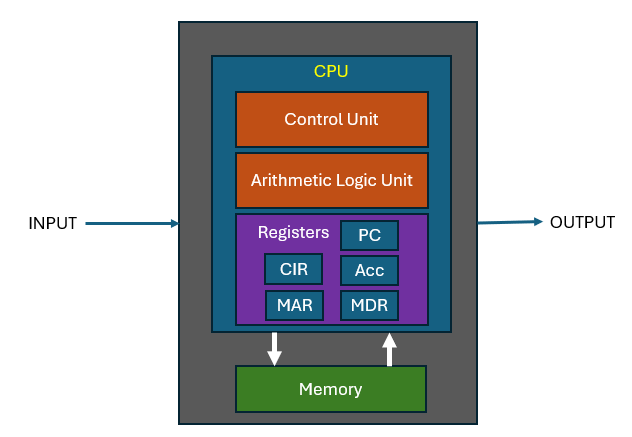 CPU
Control Unit
Arithmetic Logic Unit
INPUT
OUTPUT
Registers
PC
CIR
Acc
MAR
MDR
Memory